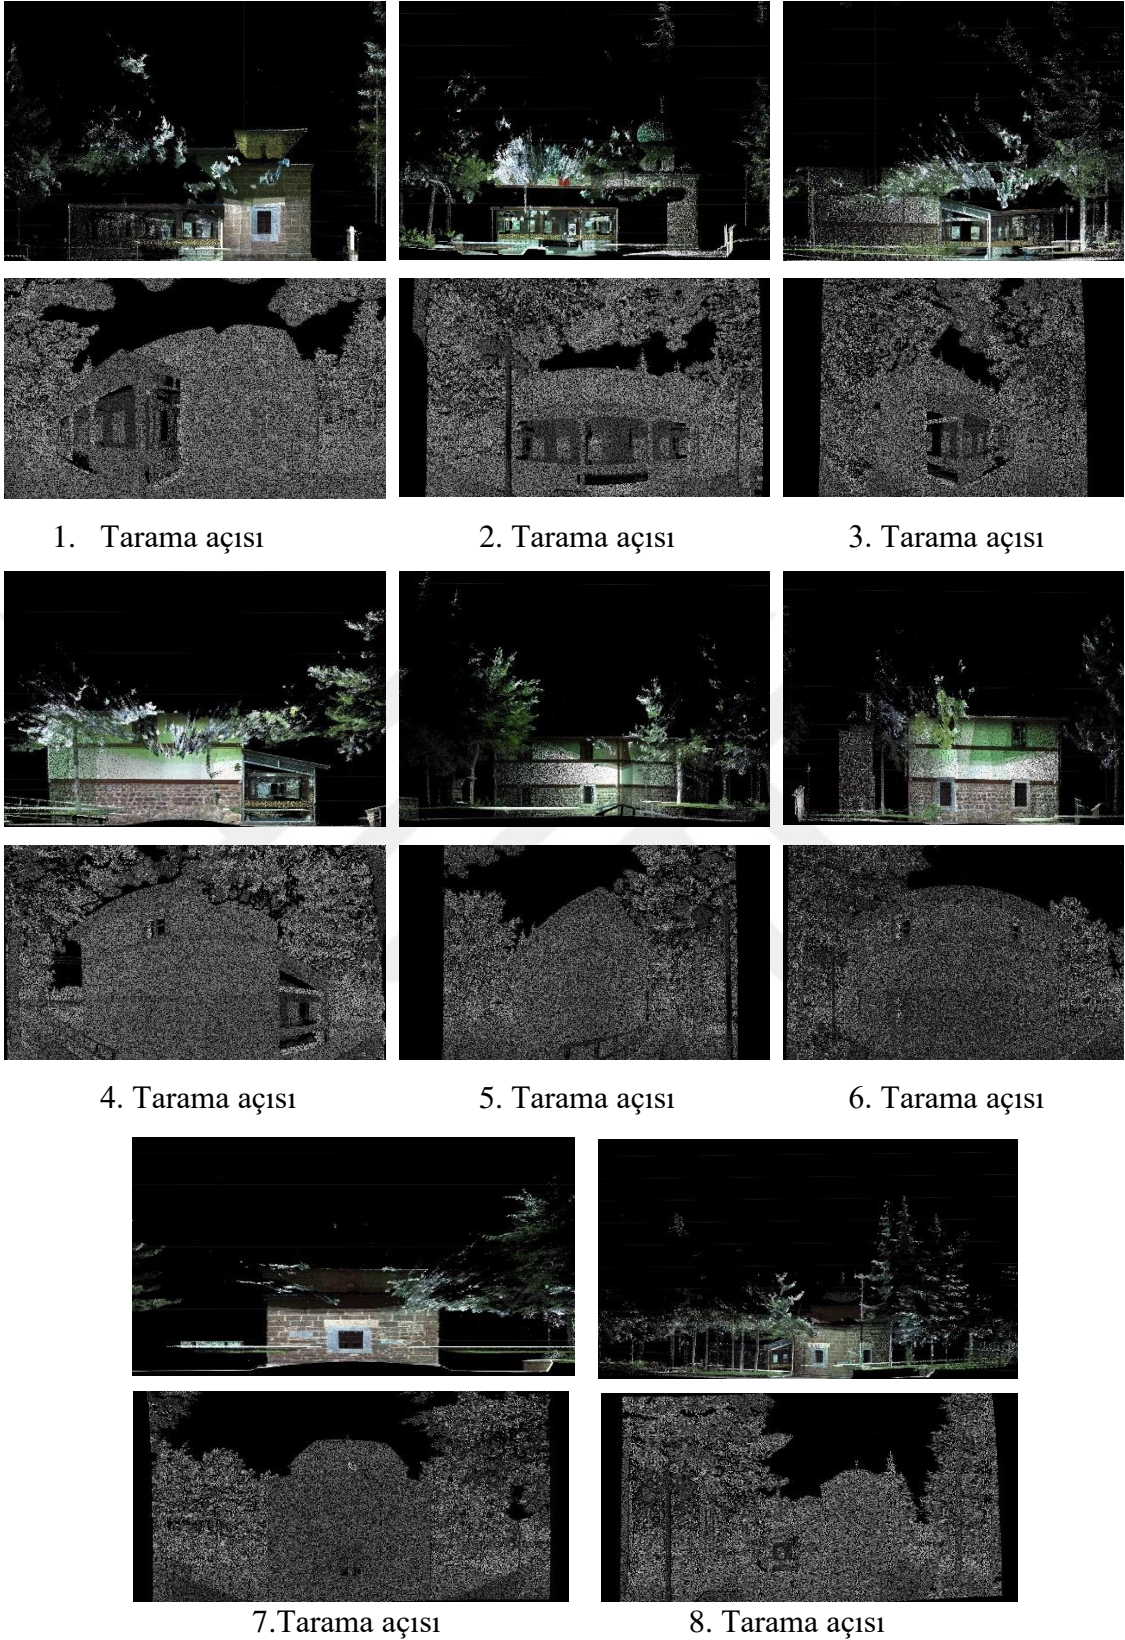 1. Tarama açısı
2. Tarama açısı
3. Tarama açısı
4. Tarama açısı
5. Tarama açısı
6. Tarama açısı
7.Tarama açısı
8. Tarama açısı